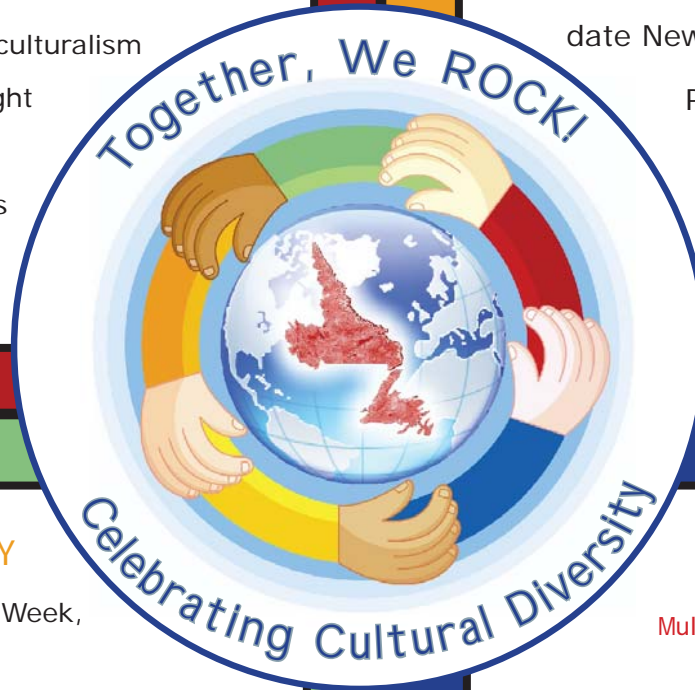 culturalism
date New
Together, We ROCK!
ght
P
s
Y
Week,
Mul
Celebrating Cultural Diversity